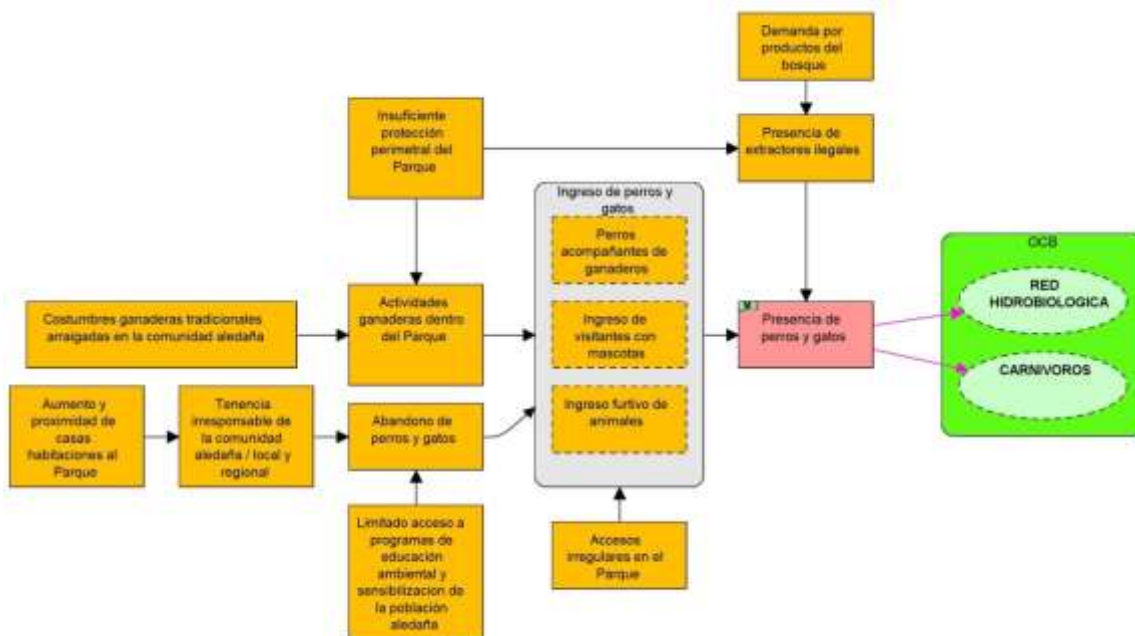 Demanda por
productos del
bosque
Insuficiente
protección
perimetral del
Parque
Presencia de
extractores ilegales
Ingreso de perros y
gatos
Perros
acompañantes de
ganaderos
OCB
RED
HIDROBIOLOGICA
Costumbres ganaderas tradicionales
arraigadas en la comunidad aledaña
Actividades
ganaderas dentro
del Parque
Ingreso de
visitantes con
mascotas
M
Presencia de
perros y gatos
CARNIVOROS
Aumento y
proximidad de
casas
habitaciones al
Parque
Tenencia
irresponsable de
la comunidad
aledaña / local y
regional
Abandono de
perros y gatos
Ingreso furtivo de
animales
Limitado acceso a
programas de
educación
ambiental y
sensibilizacion de
la población
aledaña
Accesos
irregulares en el
Parque